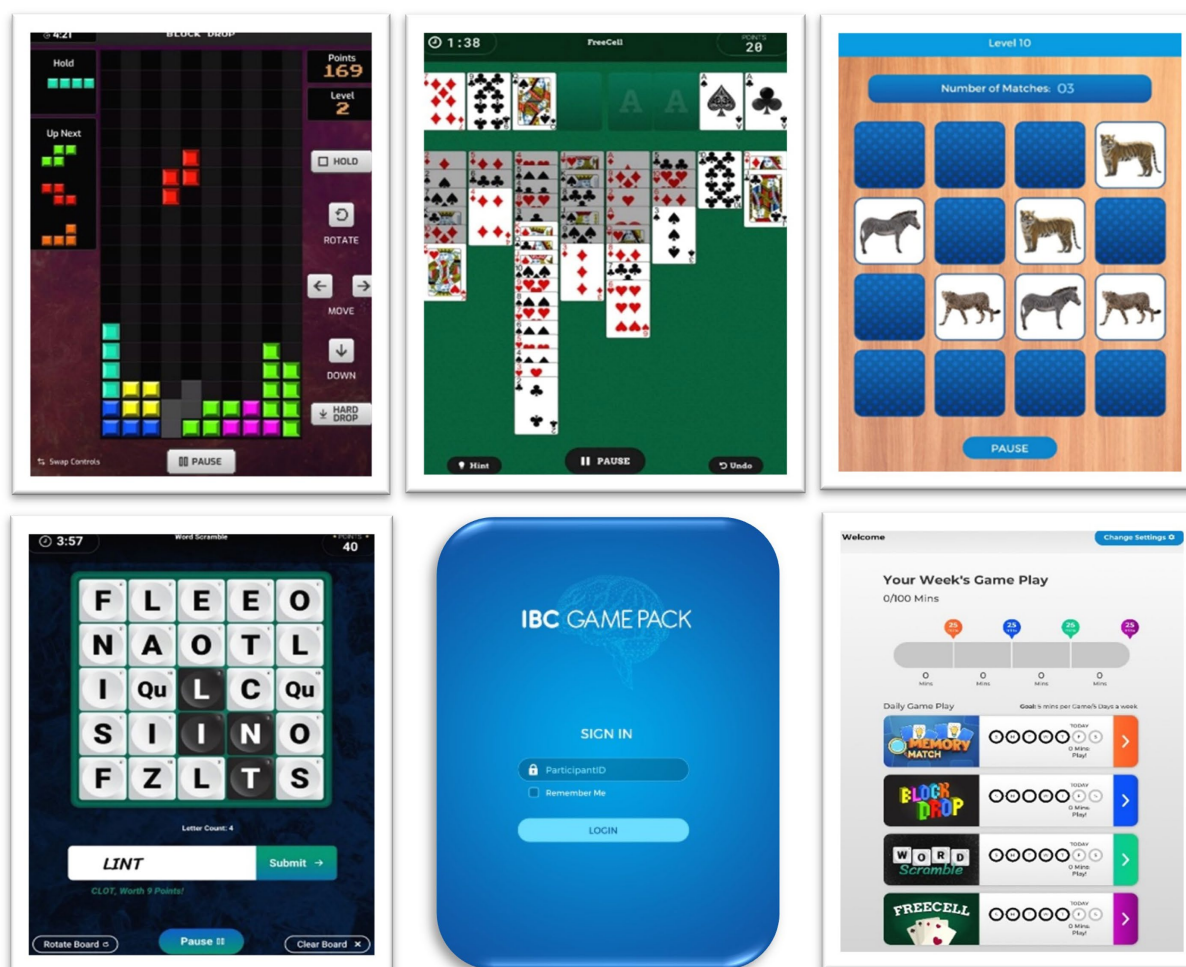 4:21
BLOCK DROP
Hold
Up Next
Points
169
Level
2
HOLD
ROTATE
MOVE
DOWN
HARD
DROP
Swap Controls
PAUSE
1:38
FreeCell
POINTS
20
A A
A A
Hint
PAUSE
Undo
Level 10
Number of Matches: 03
PAUSE
3:57
Word Scramble
POINTS
40
F L E E O
N A O T L
I Qu L C Qu
S I I N O
F Z L T S
Letter Count: 4
LINT
Submit
CLOT, Worth 9 Points!
Rotate Board
Pause
Clear Board
IBC GAME PACK
SIGN IN
ParticipantID
Remember Me
LOGIN
Welcome
Change Settings
Your Week's Game Play
0/100 Mins
25 25 25 25
0 0 0 0
Mins Mins Mins Mins
Daily Game Play
Goal: 5 mins per Game/5 Days a week
MEMORY
MATCH
TODAY
0 Mins
Play!
BLOCK
DROP
TODAY
0 Mins
Play!
WORD
Scramble
TODAY
0 Mins
Play!
FREECELL
TODAY
0 Mins
Play!